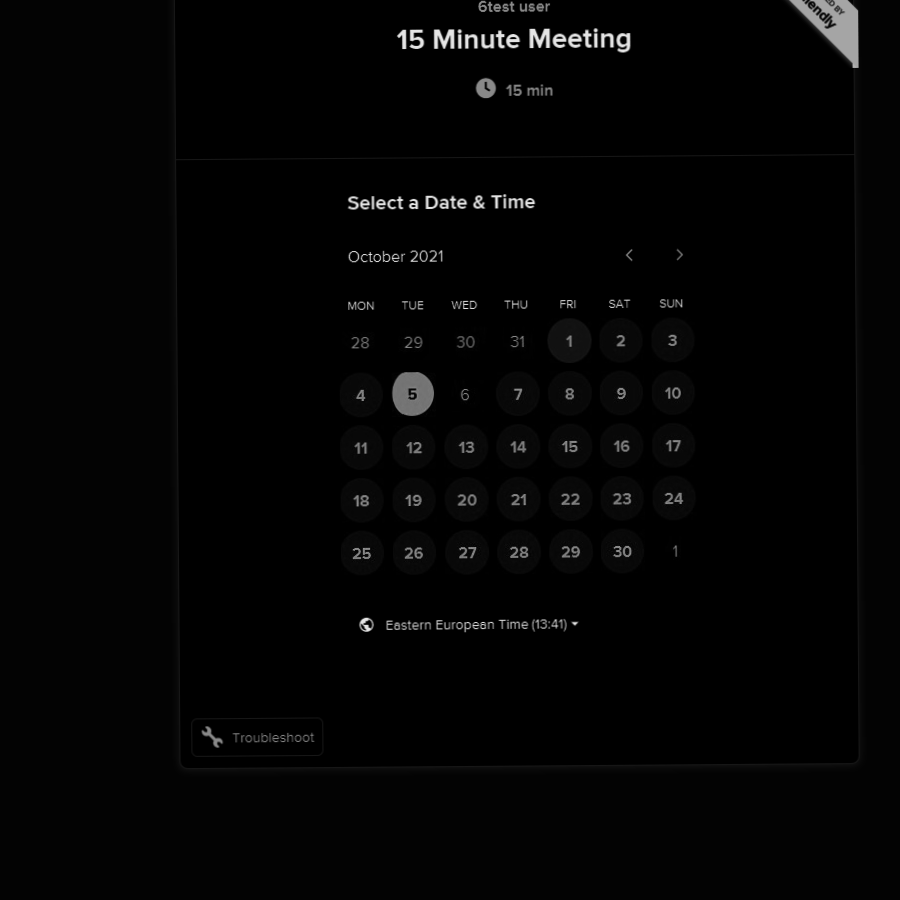 6test user
15 Minute Meeting
15 min
Select a Date & Time
October 2021
MON TUE WED THU FRI SAT SUN
28 29 30 31 1 2 3
4 5 6 7 8 9 10
11 12 13 14 15 16 17
18 19 20 21 22 23 24
25 26 27 28 29 30 1
Eastern European Time (13:41)
Troubleshoot